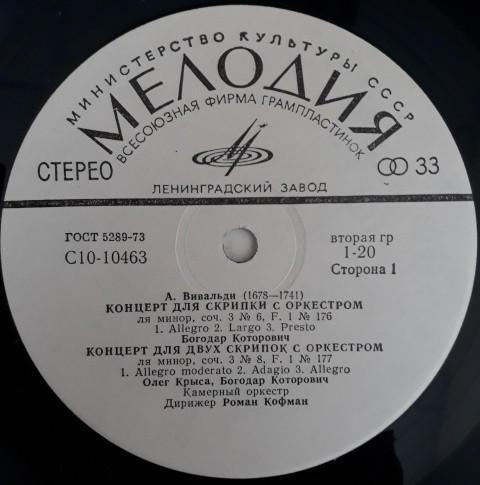 МИНИСТЕРСТВО КУЛЬТУРЫ СССР
МЕЛОДИЯ
ВСЕСОЮЗНАЯ ФИРМА ГРАМПЛАСТИНОК
СТЕРЕО
33
ЛЕНИНГРАДСКИЙ ЗАВОД
ГОСТ 5289-73
вторая гр
С10-10463
1-20
Сторона 1
А. Вивальди (1678—1741)
КОНЦЕРТ ДЛЯ СКРИПКИ С ОРКЕСТРОМ
ля минор, соч. 3 № 6, F. 1 № 176
1. Allegro 2. Largo 3. Presto
Богодар Которович
КОНЦЕРТ ДЛЯ ДВУХ СКРИПОК С ОРКЕСТРОМ
ля минор, соч. 3 № 8, F. 1 № 177
1. Allegro moderato 2. Adagio 3. Allegro
Олег Крыса, Богодар Которович
Камерный оркестр
Дирижер Роман Кофман